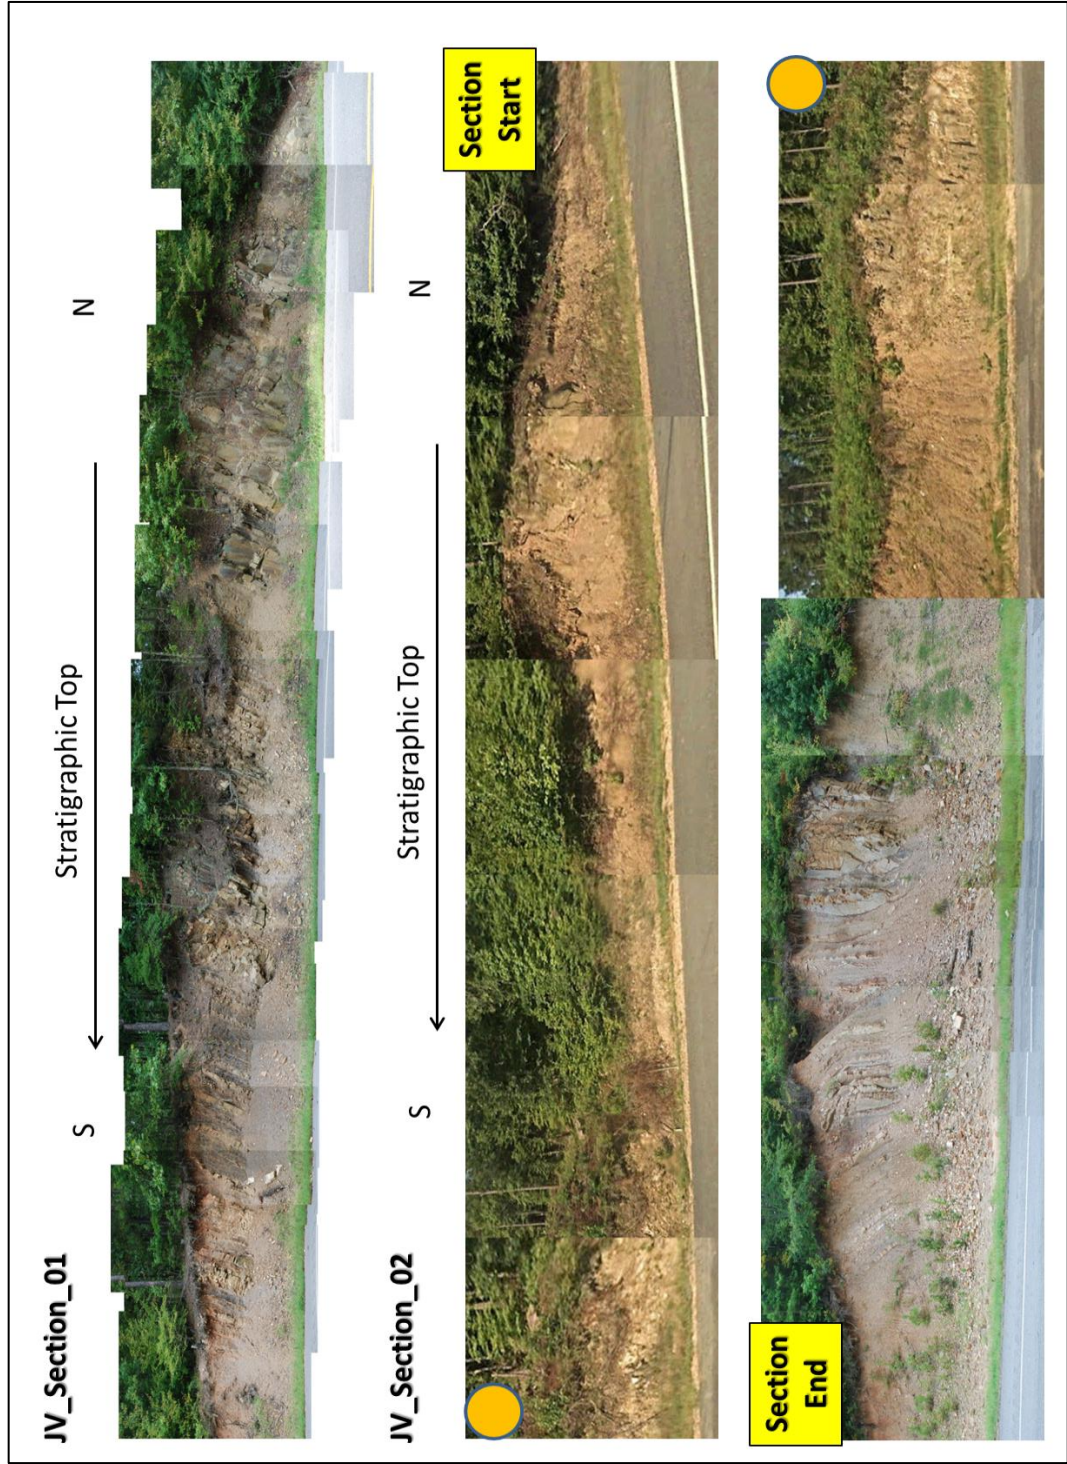 JV_Section_01
S
N
Stratigraphic Top
JV_Section_02
S
N
Stratigraphic Top
Section
Start
Section
End